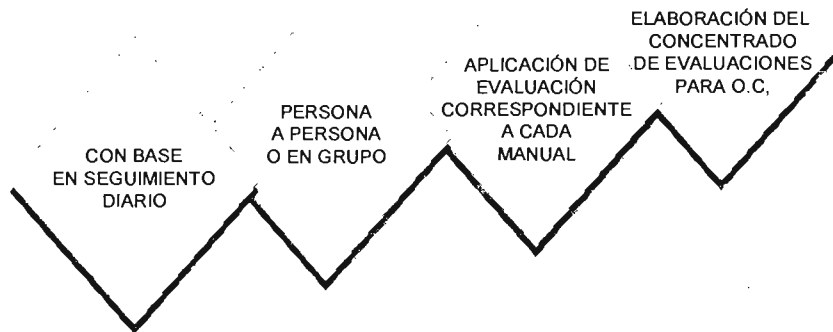 CON BASE
EN SEGUIMIENTO
DIARIO
PERSONA
A PERSONA
O EN GRUPO
APLICACIÓN DE
EVALUACIÓN
CORRESPONDIENTE
A CADA
MANUAL
ELABORACIÓN DEL
CONCENTRADO
DE EVALUACIONES
PARA O.C,